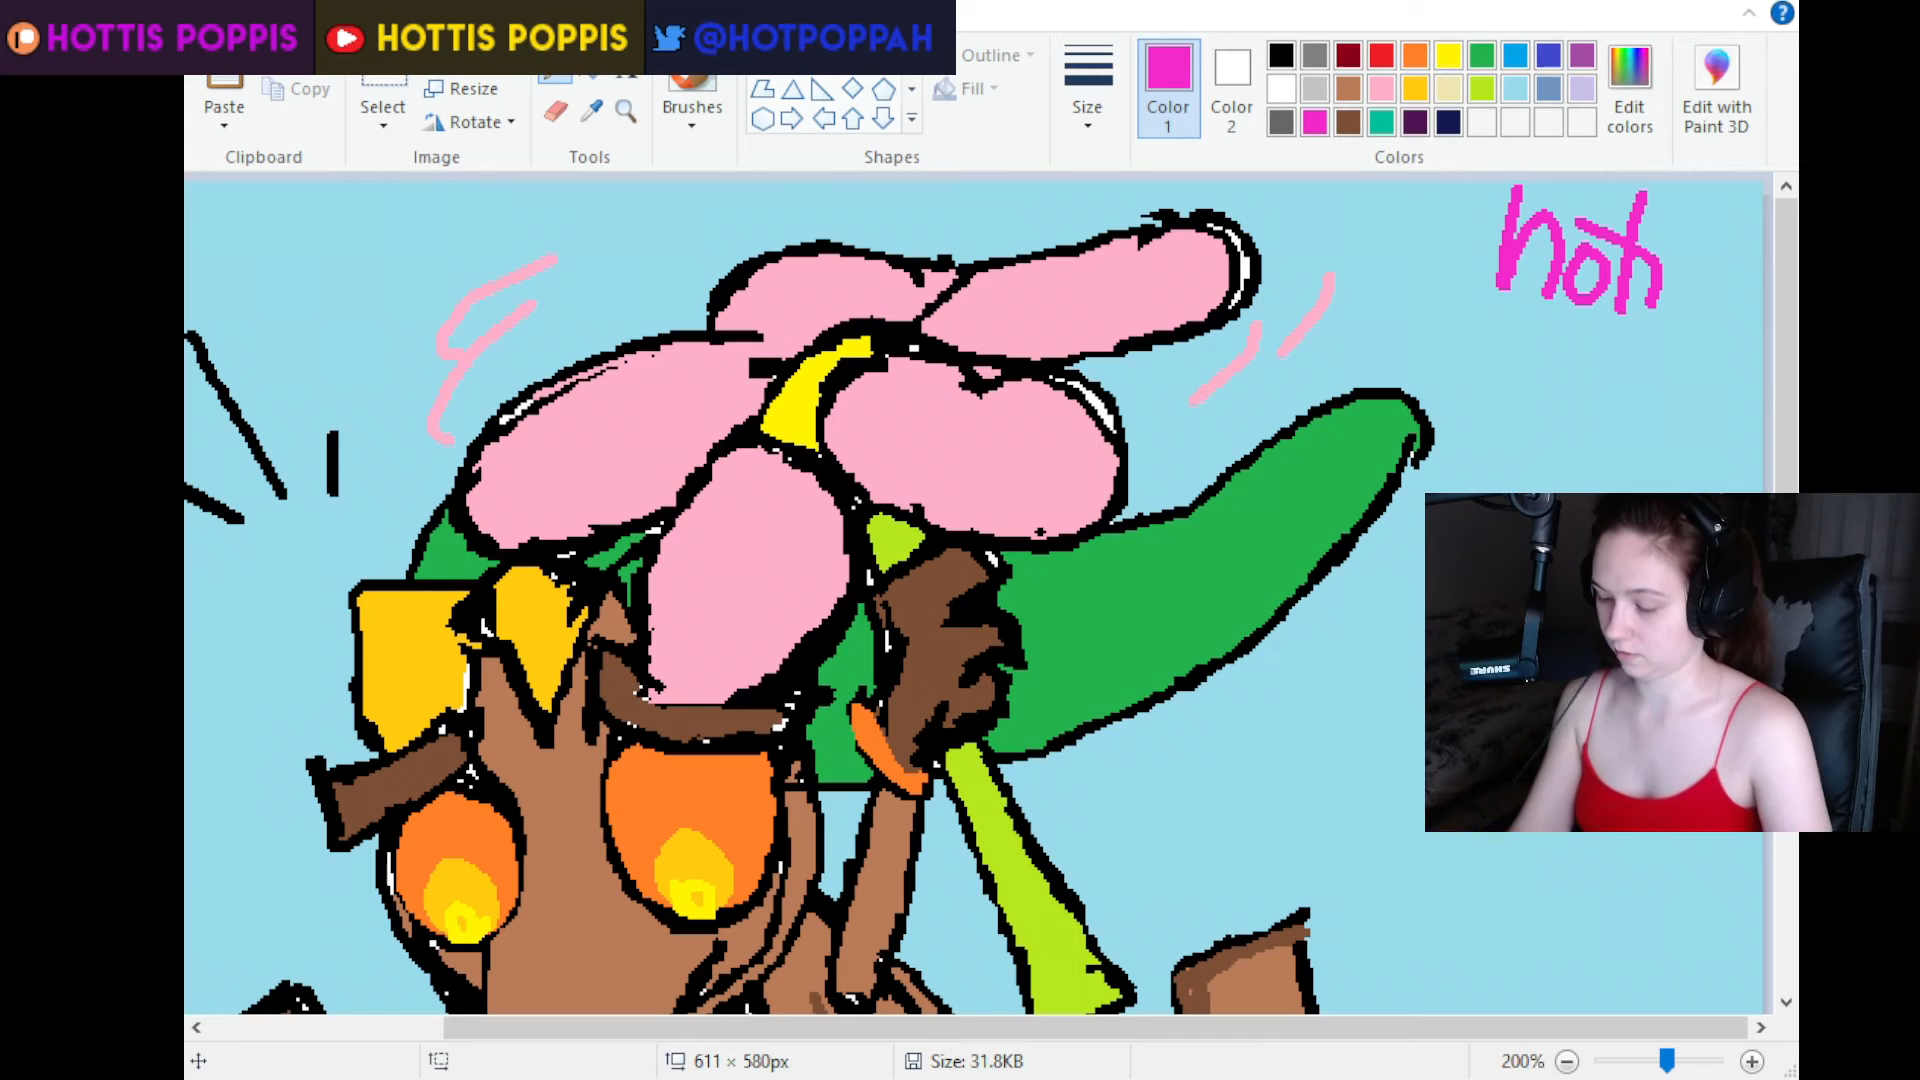 HOTTIS POPPIS HOTTIS POPPIS @HOTPOPPAH
Outline
Copy
Resize
Fill
Paste
Select
Rotate
Brushes
Size
Color 1
Color 2
Edit colors
Edit with Paint 3D
Clipboard
Image
Tools
Shapes
Colors
hot
SHURE
611 × 580px
Size: 31.8KB
200%